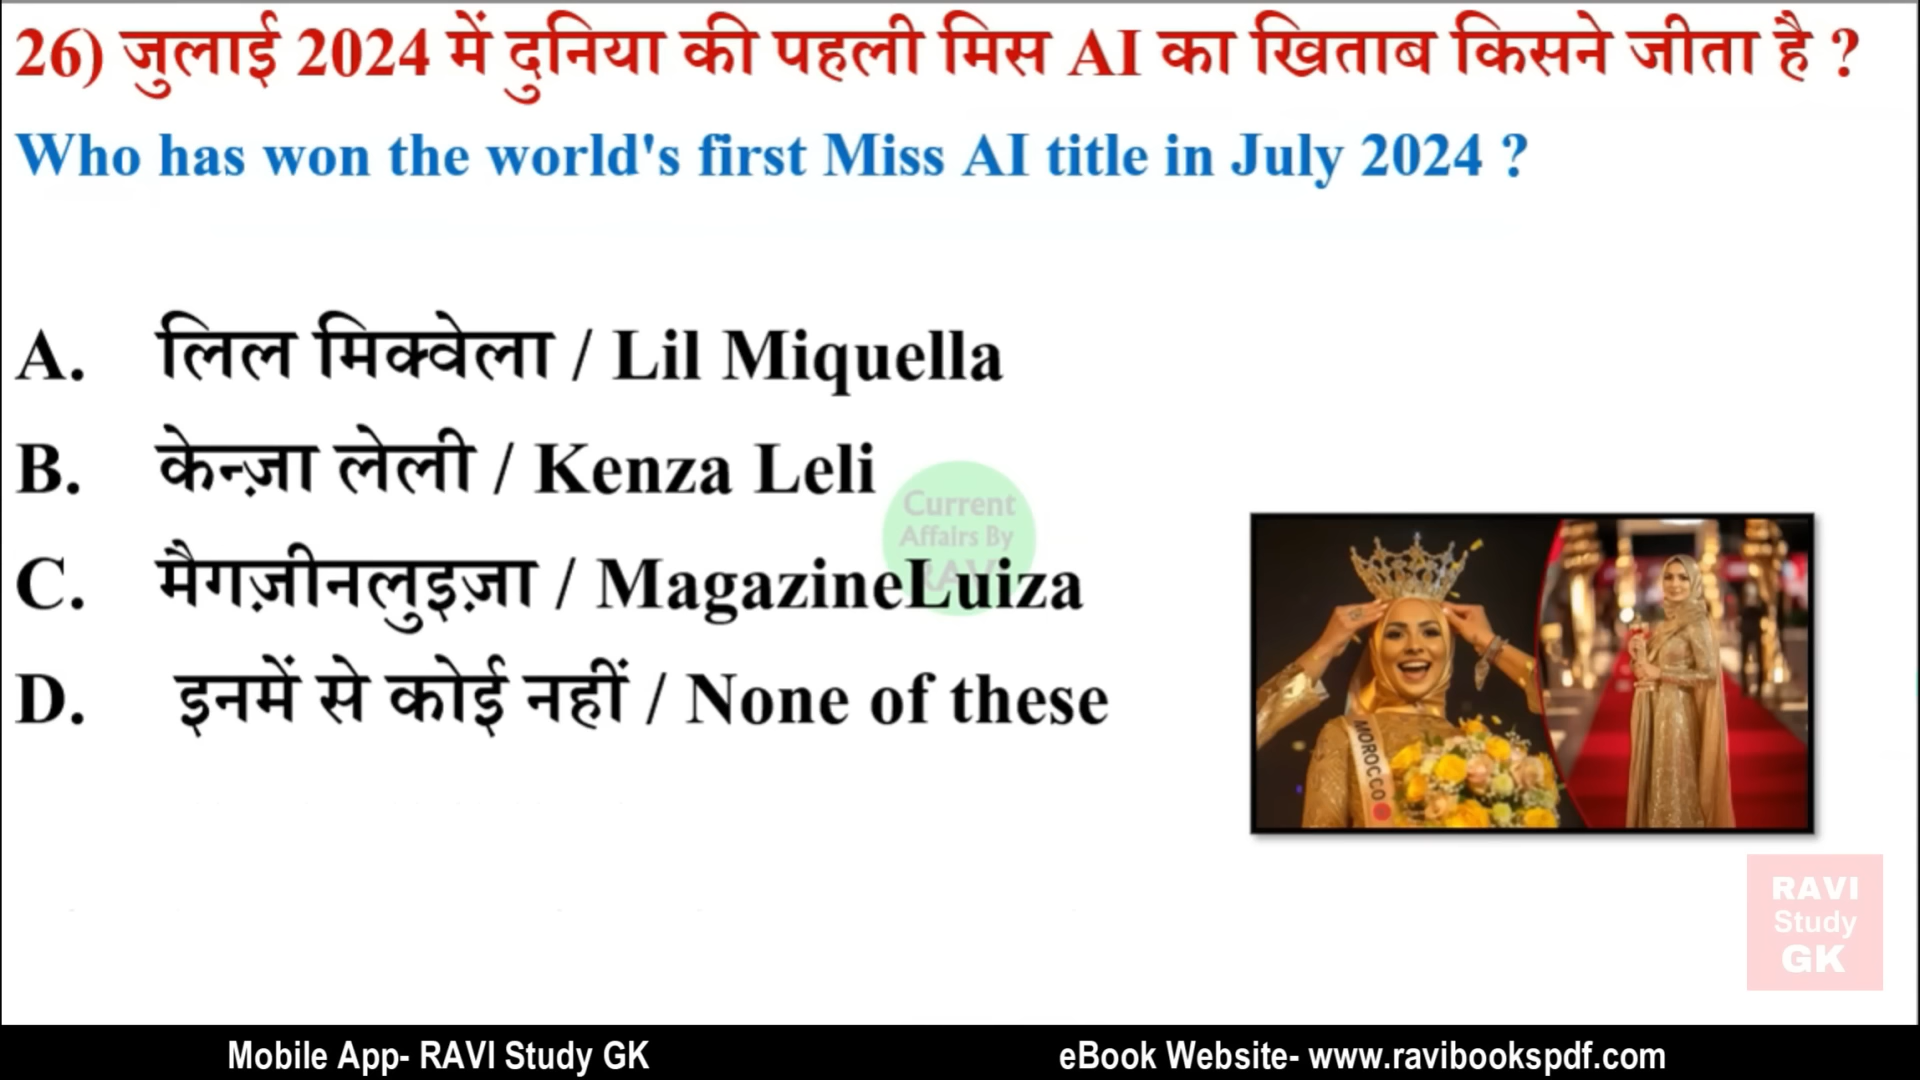 26) जुलाई 2024 में दुनिया की पहली मिस AI का खिताब किसने जीता है ?
Who has won the world's first Miss AI title in July 2024 ?
A. लिल मिक्वेला / Lil Miquella
B. केन्ज़ा लेली / Kenza Leli
C. मैगज़ीनलुइज़ा / MagazineLuiza
D. इनमें से कोई नहीं / None of these
Current
Affairs By
RAVI
MOROCCO
RAVI
Study
GK
Mobile App- RAVI Study GK
eBook Website- www.ravibookspdf.com